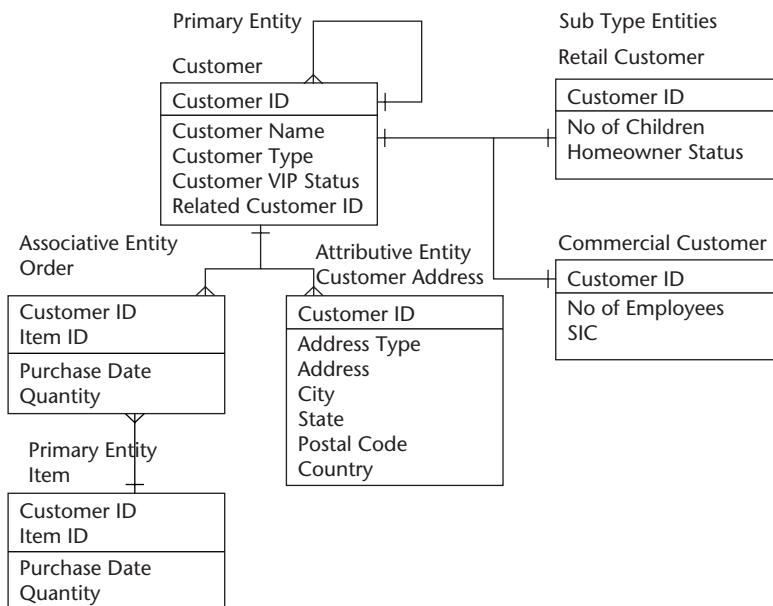 Primary Entity
Customer
Customer ID
Customer Name
Customer Type
Customer VIP Status
Related Customer ID
Sub Type Entities
Retail Customer
Customer ID
No of Children
Homeowner Status
Commercial Customer
Customer ID
No of Employees
SIC
Associative Entity
Order
Customer ID
Item ID
Purchase Date
Quantity
Attributive Entity
Customer Address
Customer ID
Address Type
Address
City
State
Postal Code
Country
Primary Entity
Item
Customer ID
Item ID
Purchase Date
Quantity